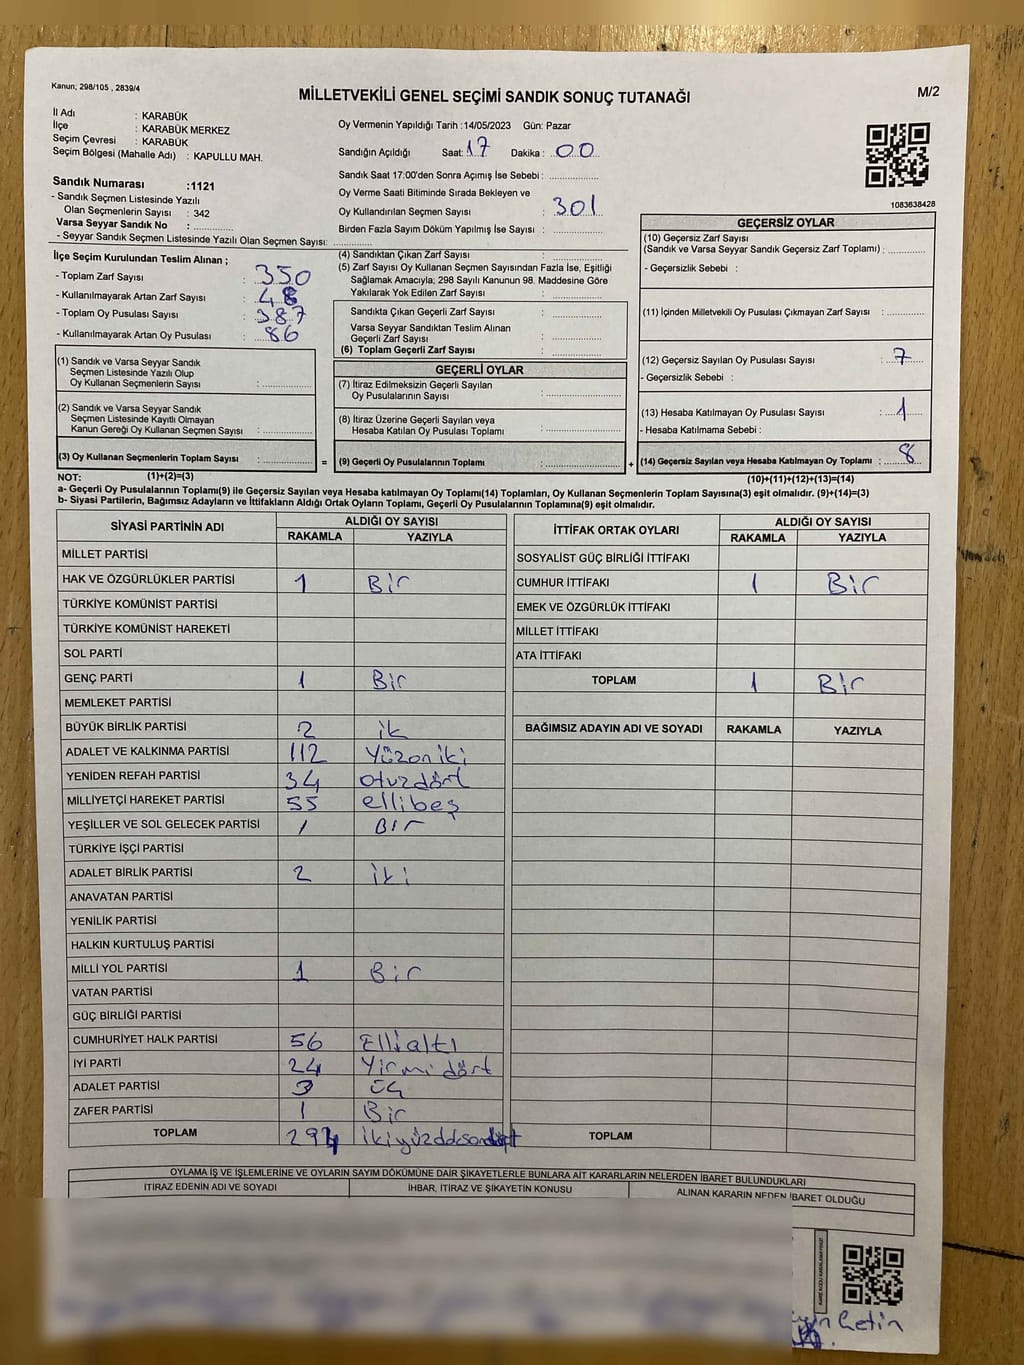 Kanun; 298/105 , 2839/4
MİLLETVEKİLİ GENEL SEÇİMİ SANDIK SONUÇ TUTANAĞI
M/2
İl Adı : KARABÜK
İlçe : KARABÜK MERKEZ
Seçim Çevresi : KARABÜK
Seçim Bölgesi (Mahalle Adı) : KAPULLU MAH.
Oy Vermenin Yapıldığı Tarih :14/05/2023 Gün: Pazar
Sandığın Açıldığı Saat: 17 Dakika: 00
Sandık Saat 17:00'den Sonra Açımış İse Sebebi :
Oy Verme Saati Bitiminde Sırada Bekleyen ve
Oy Kullandırılan Seçmen Sayısı : 301
Birden Fazla Sayım Döküm Yapılmış İse Sayısı :
1083638428
Sandık Numarası :1121
- Sandık Seçmen Listesinde Yazılı
Olan Seçmenlerin Sayısı : 342
Varsa Seyyar Sandık No :
- Seyyar Sandık Seçmen Listesinde Yazılı Olan Seçmen Sayısı:
İlçe Seçim Kurulundan Teslim Alınan ;
- Toplam Zarf Sayısı : 350
- Kullanılmayarak Artan Zarf Sayısı : 48
- Toplam Oy Pusulası Sayısı : 387
- Kullanılmayarak Artan Oy Pusulası : 86
(1) Sandık ve Varsa Seyyar Sandık
Seçmen Listesinde Yazılı Olup
Oy Kullanan Seçmenlerin Sayısı :
(2) Sandık ve Varsa Seyyar Sandık
Seçmen Listesinde Kayıtlı Olmayan
Kanun Gereği Oy Kullanan Seçmen Sayısı :
(3) Oy Kullanan Seçmenlerin Toplam Sayısı :
(1)+(2)=(3)
(4) Sandıktan Çıkan Zarf Sayısı :
(5) Zarf Sayısı Oy Kullanan Seçmen Sayısından Fazla İse, Eşitliği
Sağlamak Amacıyla; 298 Sayılı Kanunun 98. Maddesine Göre
Yakılarak Yok Edilen Zarf Sayısı :
Sandıkta Çıkan Geçerli Zarf Sayısı :
Varsa Seyyar Sandıktan Teslim Alınan
Geçerli Zarf Sayısı :
(6) Toplam Geçerli Zarf Sayısı :
GEÇERLİ OYLAR
(7) İtiraz Edilmeksizin Geçerli Sayılan
Oy Pusulalarının Sayısı :
(8) İtiraz Üzerine Geçerli Sayılan veya
Hesaba Katılan Oy Pusulası Toplamı :
= (9) Geçerli Oy Pusulalarının Toplamı :
GEÇERSİZ OYLAR
(10) Geçersiz Zarf Sayısı
(Sandık ve Varsa Seyyar Sandık Geçersiz Zarf Toplamı) :
- Geçersizlik Sebebi :
(11) İçinden Milletvekili Oy Pusulası Çıkmayan Zarf Sayısı :
(12) Geçersiz Sayılan Oy Pusulası Sayısı : 7
- Geçersizlik Sebebi :
(13) Hesaba Katılmayan Oy Pusulası Sayısı : 1
- Hesaba Katılmama Sebebi :
+ (14) Geçersiz Sayılan veya Hesaba Katılmayan Oy Toplamı : 8
(10)+(11)+(12)+(13)=(14)
NOT:
a- Geçerli Oy Pusulalarının Toplamı(9) ile Geçersiz Sayılan veya Hesaba katılmayan Oy Toplamı(14) Toplamları, Oy Kullanan Seçmenlerin Toplam Sayısına(3) eşit olmalıdır. (9)+(14)=(3)
b- Siyasi Partilerin, Bağımsız Adayların ve İttifakların Aldığı Ortak Oyların Toplamı, Geçerli Oy Pusulalarının Toplamına(9) eşit olmalıdır.
SİYASİ PARTİNİN ADI ALDIĞI OY SAYISI
RAKAMLA YAZIYLA
MİLLET PARTİSİ
HAK VE ÖZGÜRLÜKLER PARTİSİ 1 Bir
TÜRKİYE KOMÜNİST PARTİSİ
TÜRKİYE KOMÜNİST HAREKETİ
SOL PARTİ
GENÇ PARTİ 1 Bir
MEMLEKET PARTİSİ
BÜYÜK BİRLİK PARTİSİ 2 ik
ADALET VE KALKINMA PARTİSİ 112 Yüzoniki
YENİDEN REFAH PARTİSİ 34 otuzdört
MİLLİYETÇİ HAREKET PARTİSİ 55 ellibeş
YEŞİLLER VE SOL GELECEK PARTİSİ 1 BIr
TÜRKİYE İŞÇİ PARTİSİ
ADALET BİRLİK PARTİSİ 2 iki
ANAVATAN PARTİSİ
YENİLİK PARTİSİ
HALKIN KURTULUŞ PARTİSİ
MİLLİ YOL PARTİSİ 1 Bir
VATAN PARTİSİ
GÜÇ BİRLİĞİ PARTİSİ
CUMHURİYET HALK PARTİSİ 56 Ellialtı
İYİ PARTİ 24 Yirmi dört
ADALET PARTİSİ 3 üç
ZAFER PARTİSİ 1 Bir
TOPLAM 294
İTTİFAK ORTAK OYLARI ALDIĞI OY SAYISI
RAKAMLA YAZIYLA
SOSYALİST GÜÇ BİRLİĞİ İTTİFAKI
CUMHUR İTTİFAKI 1 Bir
EMEK VE ÖZGÜRLÜK İTTİFAKI
MİLLET İTTİFAKI
ATA İTTİFAKI
TOPLAM 1 Bir
BAĞIMSIZ ADAYIN ADI VE SOYADI RAKAMLA YAZIYLA
TOPLAM
OYLAMA İŞ VE İŞLEMLERİNE VE OYLARIN SAYIM DÖKÜMÜNE DAİR ŞİKAYETLERLE BUNLARA AİT KARARLARIN NELERDEN İBARET BULUNDUKLARI
İTİRAZ EDENİN ADI VE SOYADI İHBAR, İTİRAZ VE ŞİKAYETİN KONUSU ALINAN KARARIN NEDEN İBARET OLDUĞU